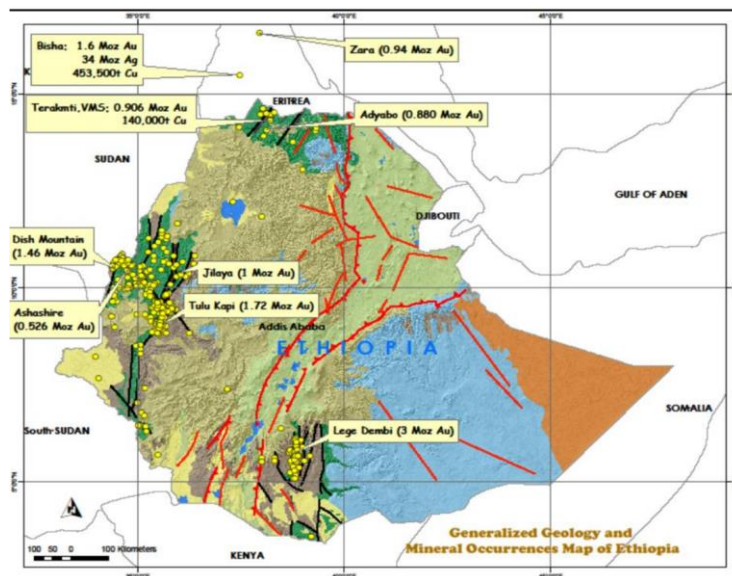 Bisha: 1.6 Moz Au
34 Moz Ag
453,500t Cu
Zara (0.94 Moz Au)
Terakmti,VMS: 0.906 Moz Au
140,000t Cu
ERITREA
Adyabo (0.880 Moz Au)
SUDAN
GULF OF ADEN
DJIBOUTI
Dish Mountain
(1.46 Moz Au)
Jilaya (1 Moz Au)
Ashashire
(0.526 Moz Au)
Tulu Kapi (1.72 Moz Au)
Addis Ababa
ETHIOPIA
SOMALIA
South-SUDAN
Lege Dembi (3 Moz Au)
Generalized Geology and
Mineral Occurrences Map of Ethiopia
100 50 0 100 Kilometers
KENYA